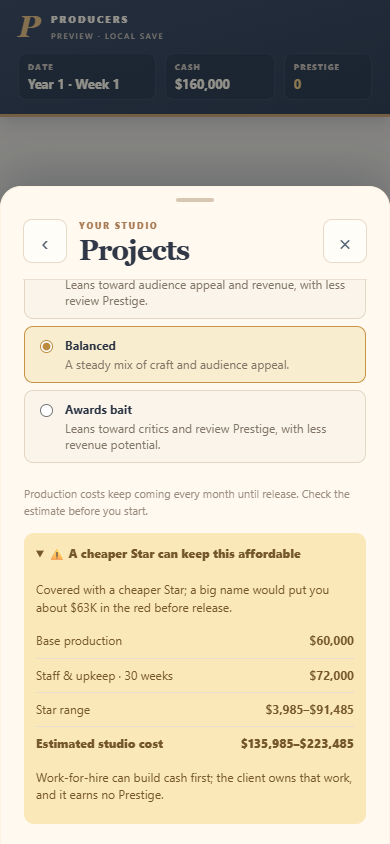 P PRODUCERS
PREVIEW · LOCAL SAVE
DATE
Year 1 · Week 1
CASH
$160,000
PRESTIGE
0
‹
YOUR STUDIO
Projects
×
Leans toward audience appeal and revenue, with less
review Prestige.
Balanced
A steady mix of craft and audience appeal.
Awards bait
Leans toward critics and review Prestige, with less
revenue potential.
Production costs keep coming every month until release. Check the
estimate before you start.
▼ ⚠️ A cheaper Star can keep this affordable
Covered with a cheaper Star; a big name would put you
about $63K in the red before release.
Base production $60,000
Staff & upkeep · 30 weeks $72,000
Star range $3,985–$91,485
Estimated studio cost $135,985–$223,485
Work-for-hire can build cash first; the client owns that work,
and it earns no Prestige.